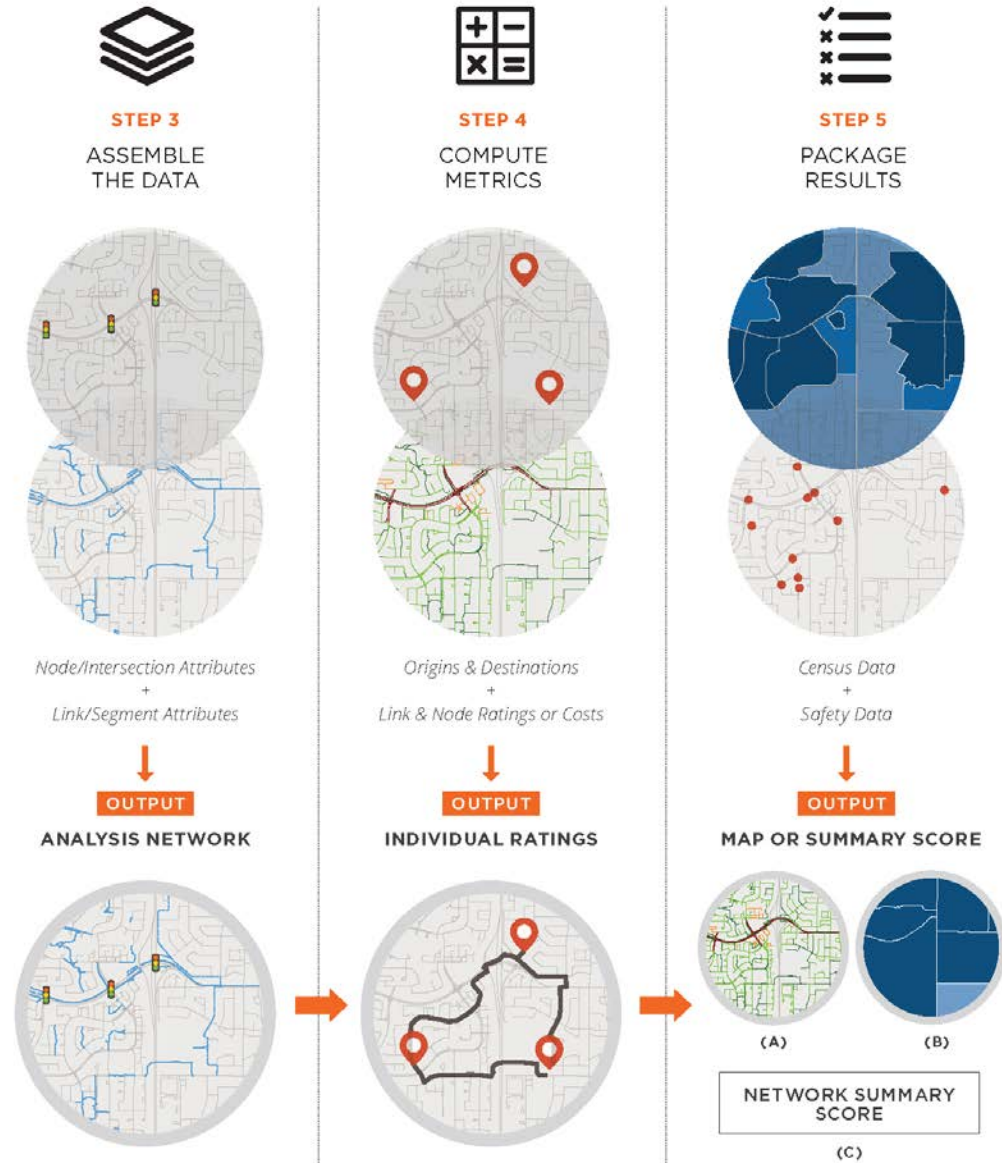 STEP 3
ASSEMBLE
THE DATA
Node/Intersection Attributes
+
Link/Segment Attributes
OUTPUT
ANALYSIS NETWORK
STEP 4
COMPUTE
METRICS
Origins & Destinations
+
Link & Node Ratings or Costs
OUTPUT
INDIVIDUAL RATINGS
STEP 5
PACKAGE
RESULTS
Census Data
+
Safety Data
OUTPUT
MAP OR SUMMARY SCORE
(A)
(B)
NETWORK SUMMARY
SCORE
(C)